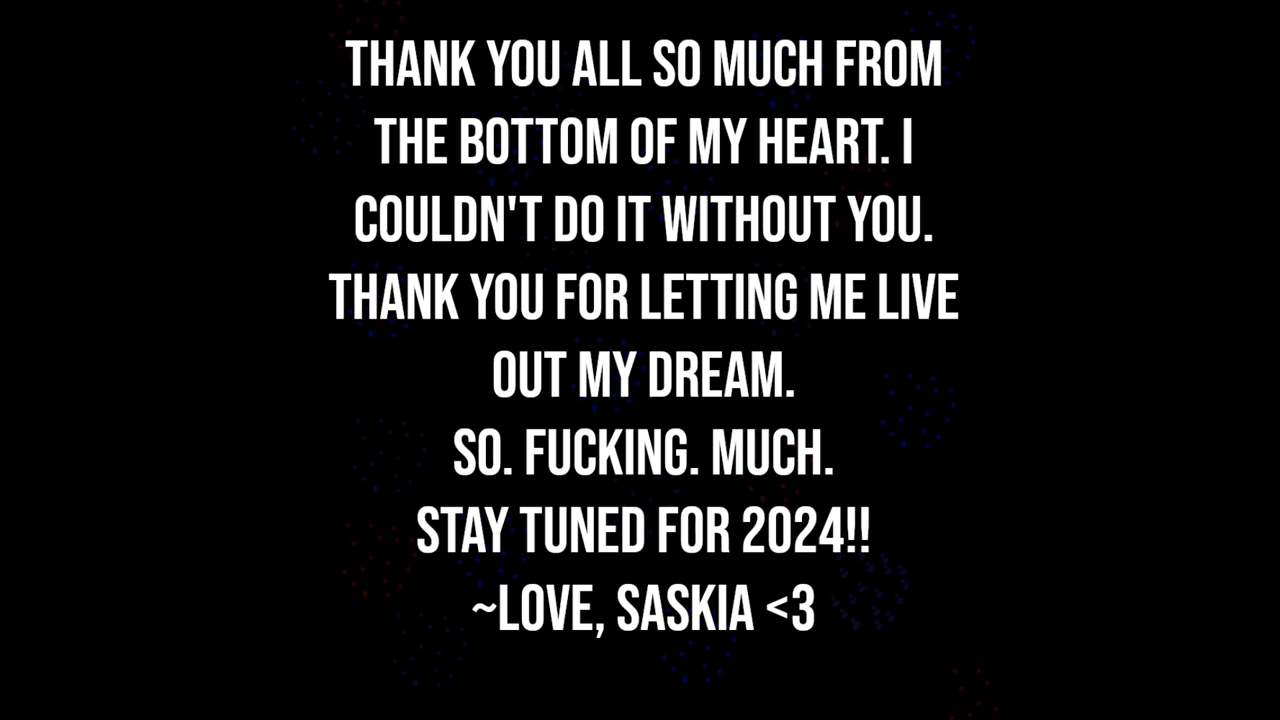 THANK YOU ALL SO MUCH FROM
THE BOTTOM OF MY HEART. I
COULDN'T DO IT WITHOUT YOU.
THANK YOU FOR LETTING ME LIVE
OUT MY DREAM.
SO. FUCKING. MUCH.
STAY TUNED FOR 2024!!
~LOVE, SASKIA <3